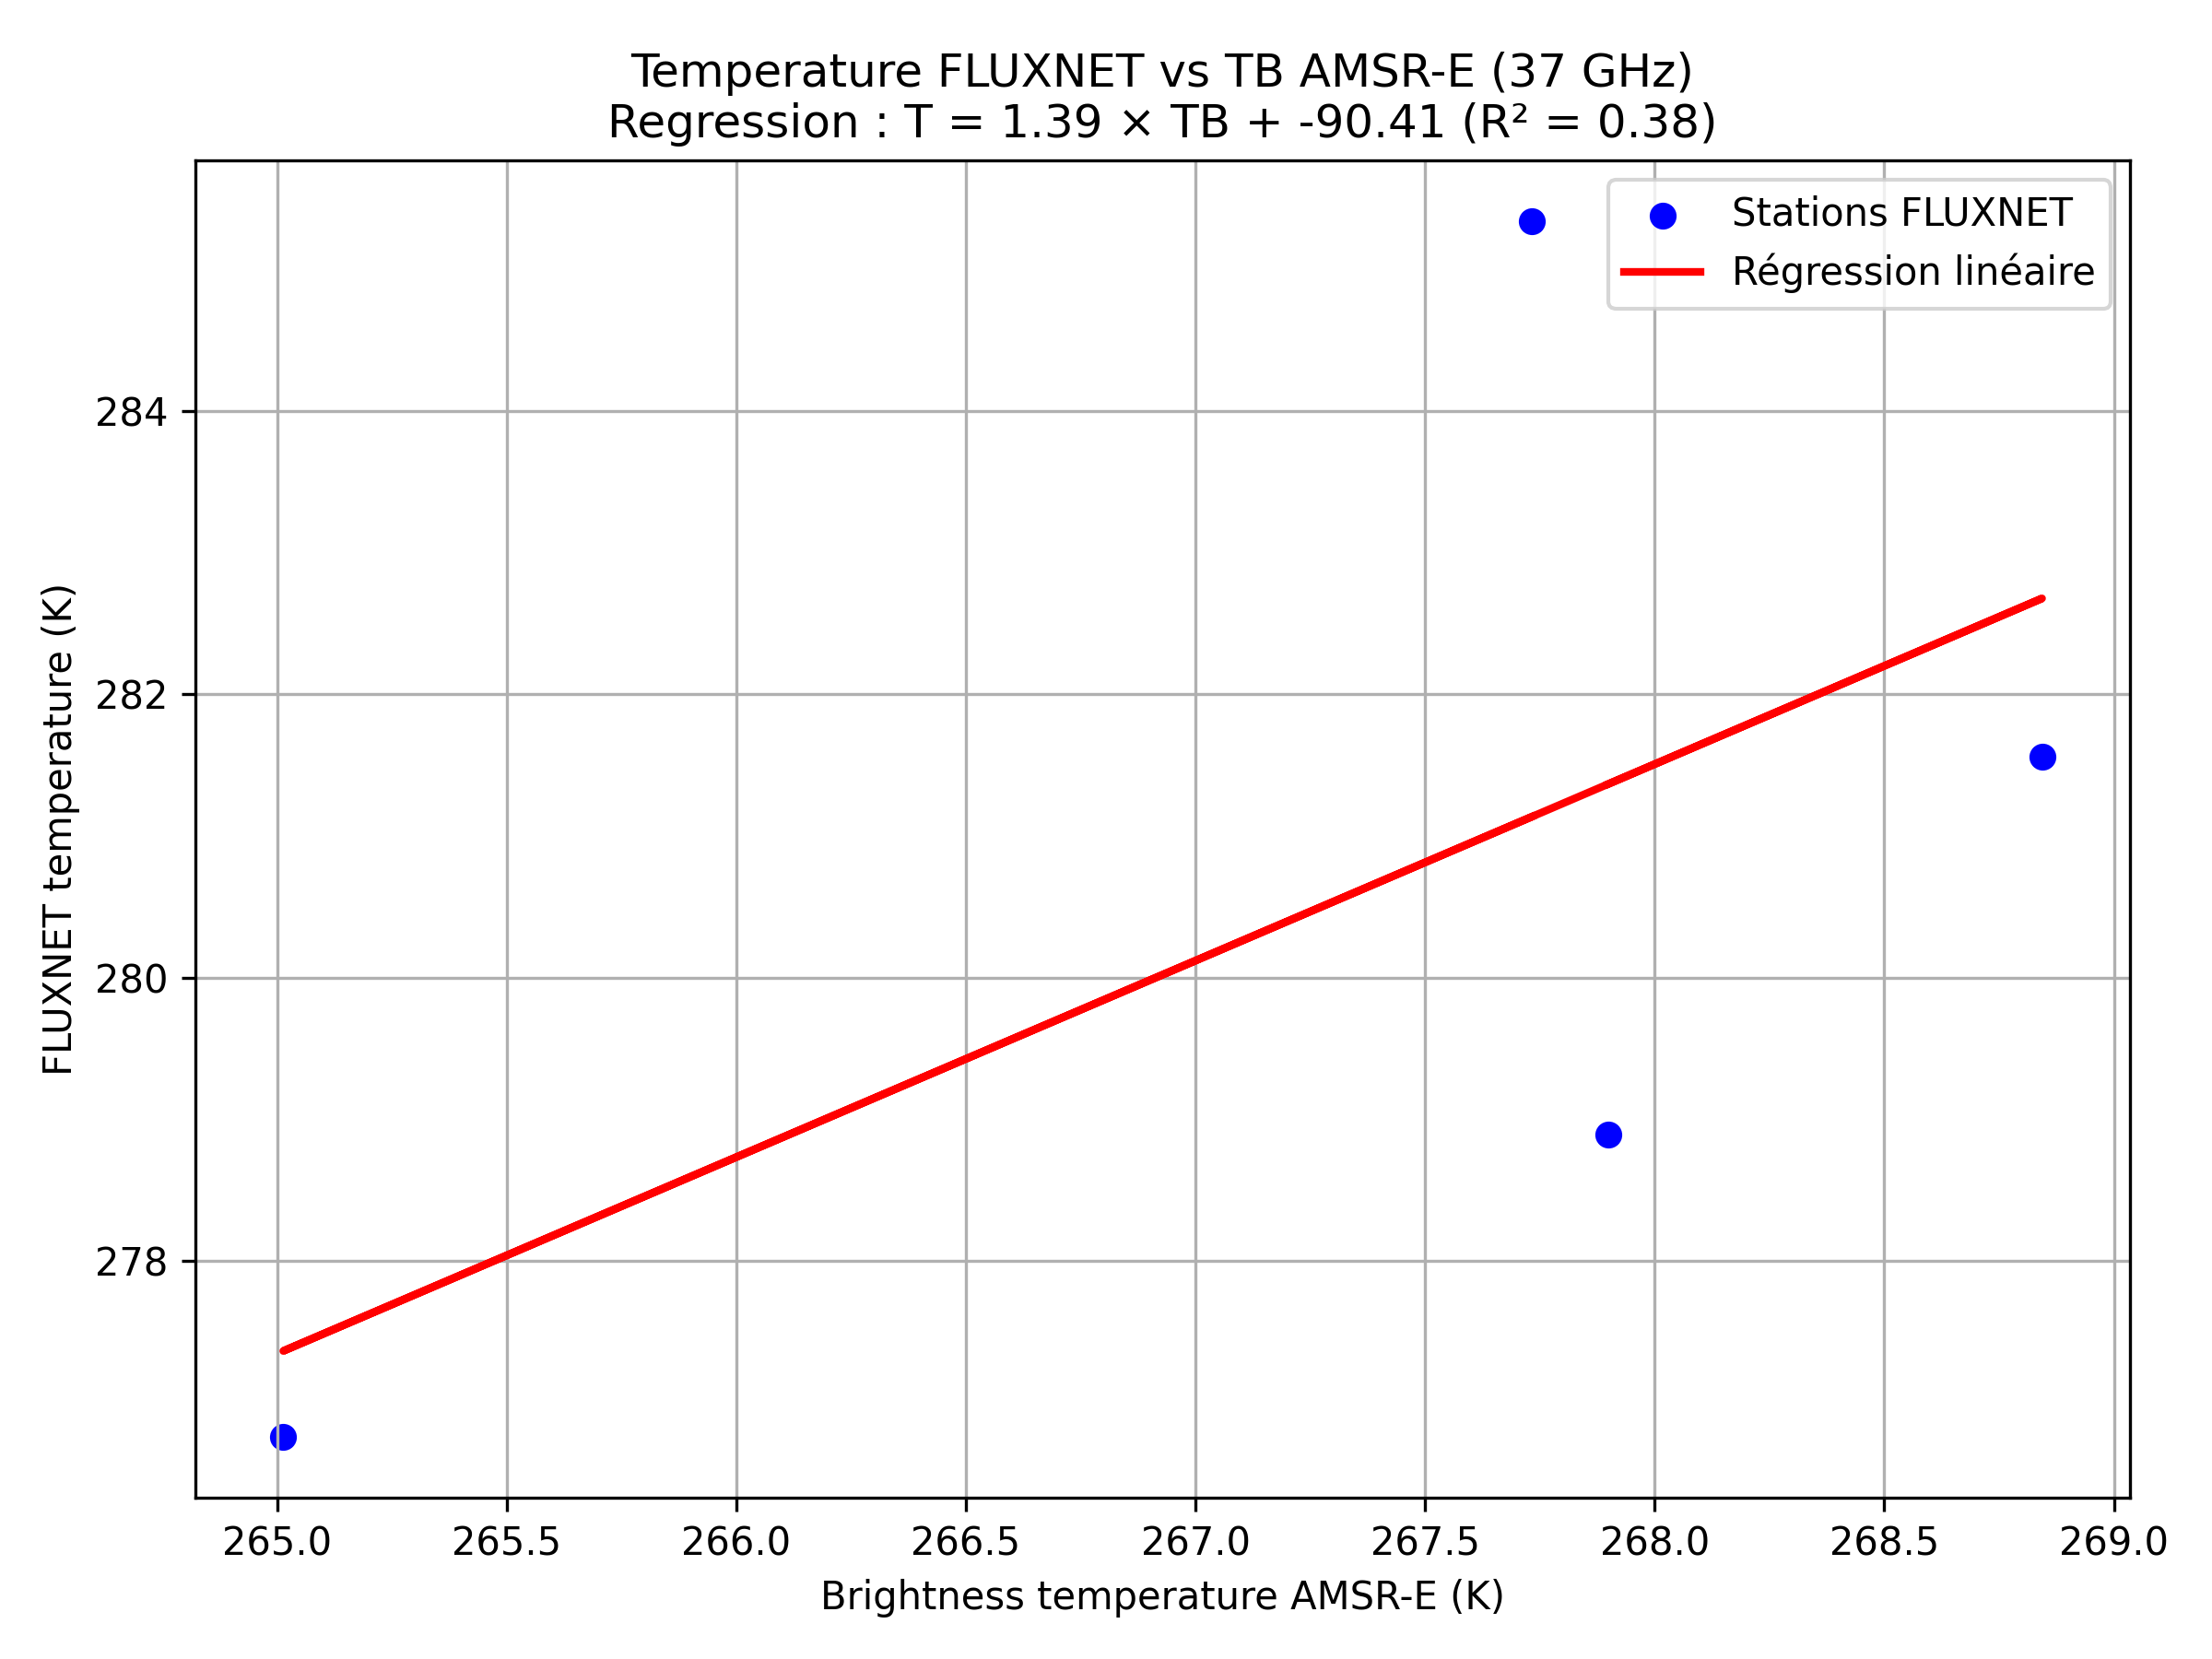 Temperature FLUXNET vs TB AMSR-E (37 GHz)
Regression : T = 1.39 × TB + -90.41 (R² = 0.38)
Stations FLUXNET
Régression linéaire
FLUXNET temperature (K)
284
282
280
278
265.0 265.5 266.0 266.5 267.0 267.5 268.0 268.5 269.0
Brightness temperature AMSR-E (K)